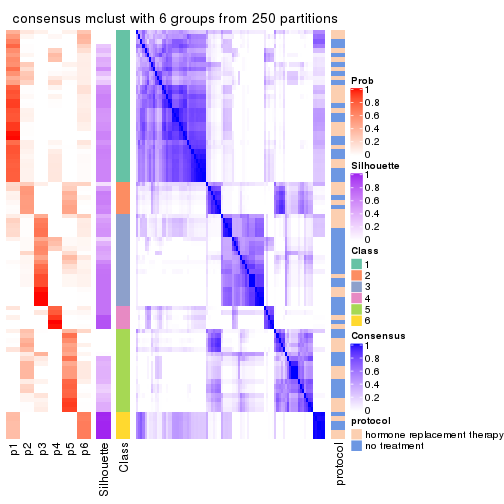 consensus mclust with 6 groups from 250 partitions
Prob
1
0.8
0.6
0.4
0.2
0
Silhouette
1
0.8
0.6
0.4
0.2
0
Class
1
2
3
4
5
6
Consensus
1
0.8
0.6
0.4
0.2
0
protocol
hormone replacement therapy
no treatment
p1
p2
p3
p4
p5
p6
Silhouette
Class
protocol